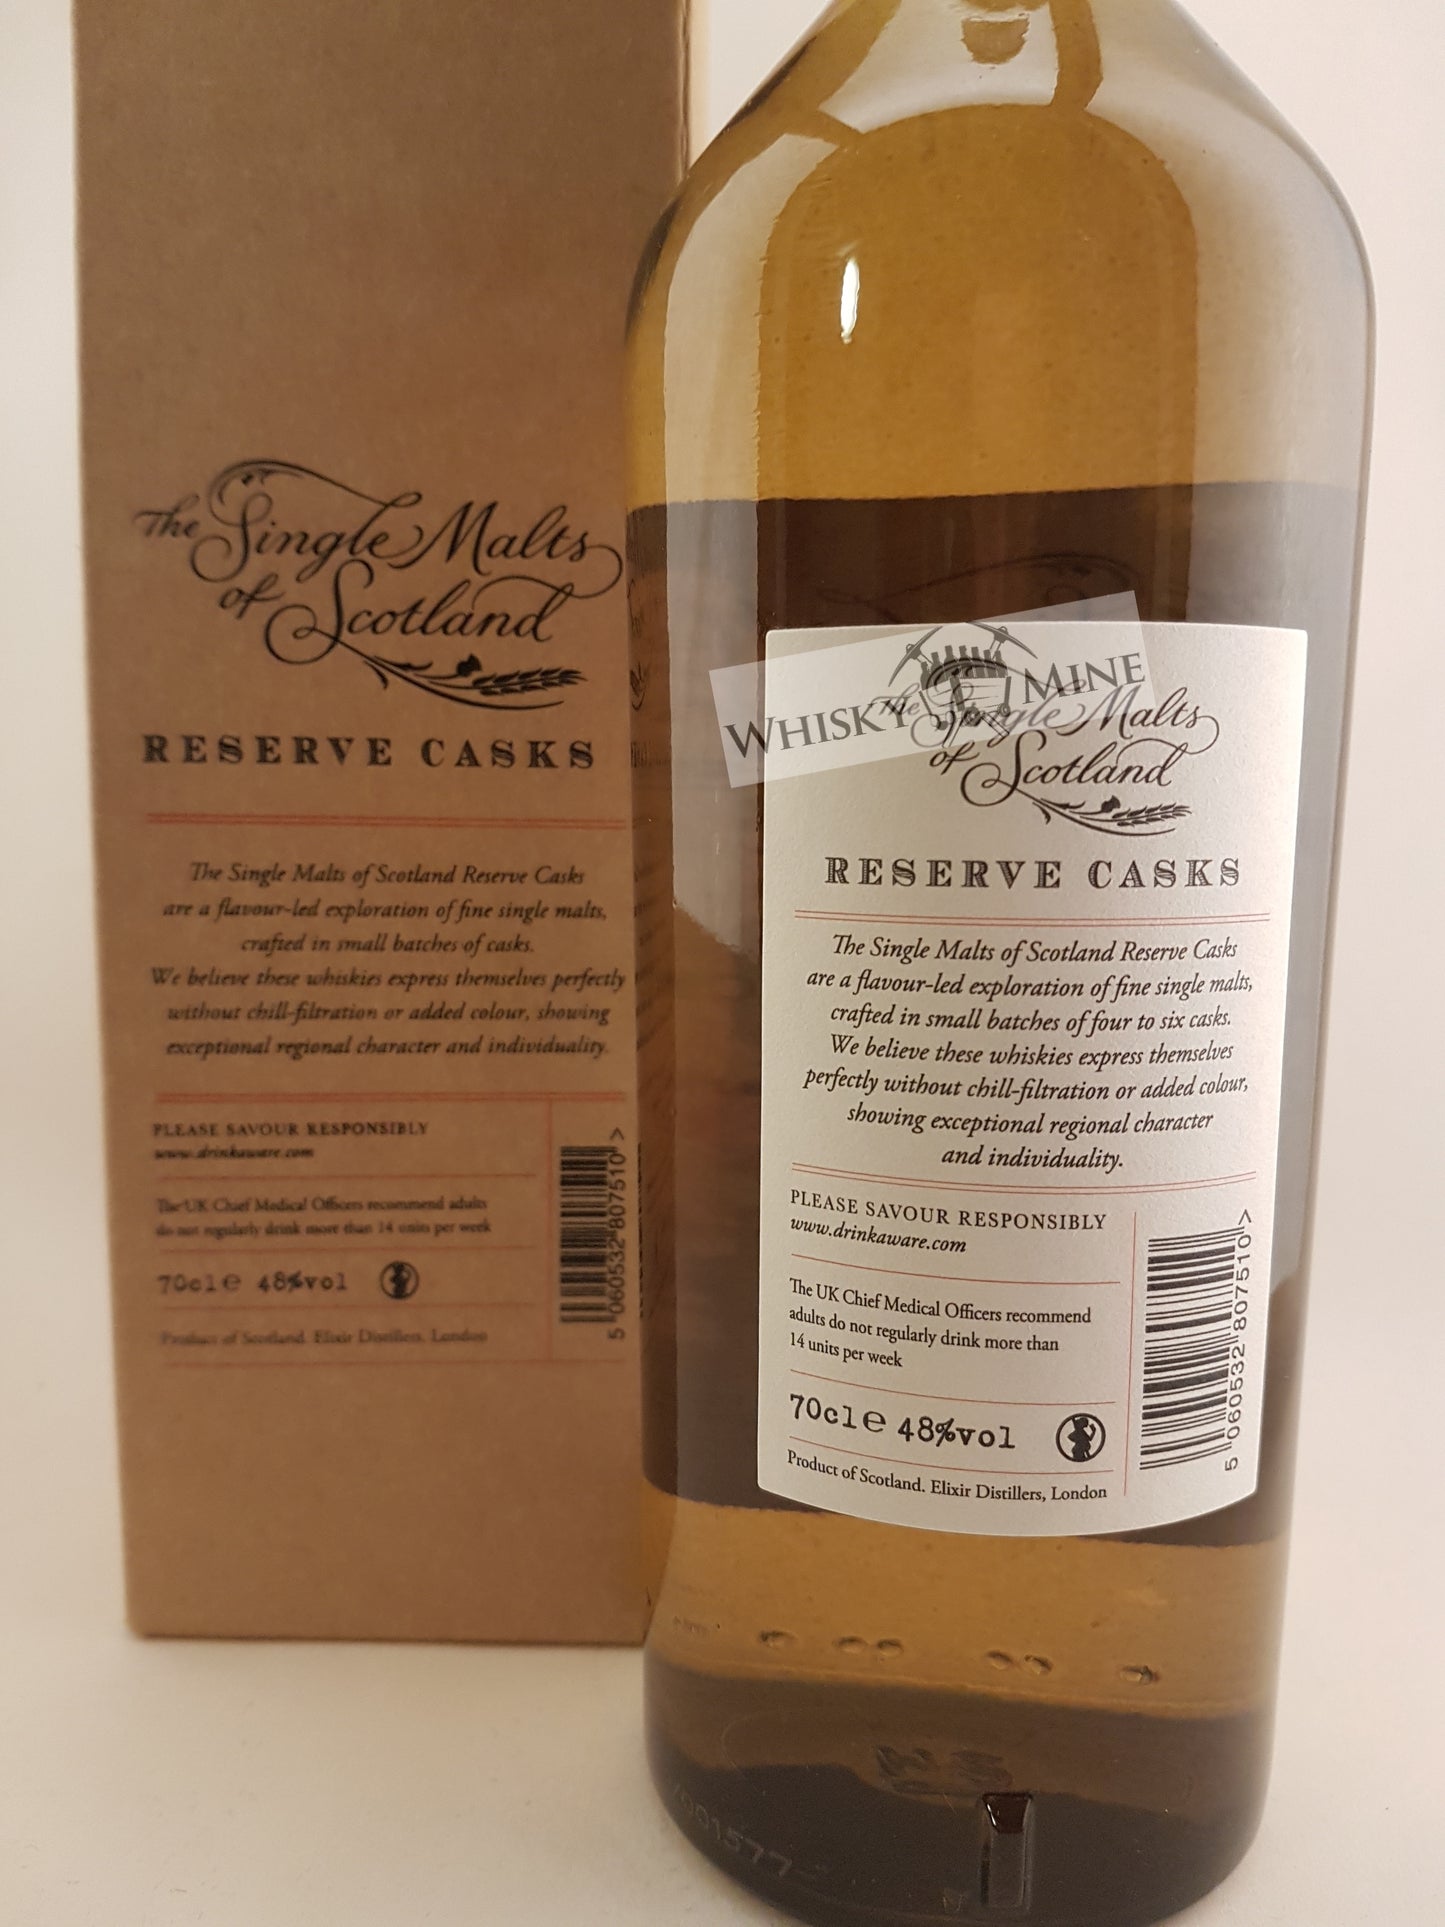 The Single Malts
of Scotland
RESERVE CASKS
The Single Malts of Scotland Reserve Casks
are a flavour-led exploration of fine single malts,
crafted in small batches of casks.
We believe these whiskies express themselves perfectly
without chill-filtration or added colour, showing
exceptional regional character and individuality.
PLEASE SAVOUR RESPONSIBLY
www.drinkaware.com
The UK Chief Medical Officers recommend adults
do not regularly drink more than 14 units per week
70cl e 48%vol
Product of Scotland. Elixir Distillers, London
5 060532 807510 >
WHISKY MINE
The Single Malts
of Scotland
RESERVE CASKS
The Single Malts of Scotland Reserve Casks
are a flavour-led exploration of fine single malts,
crafted in small batches of four to six casks.
We believe these whiskies express themselves
perfectly without chill-filtration or added colour,
showing exceptional regional character
and individuality.
PLEASE SAVOUR RESPONSIBLY
www.drinkaware.com
The UK Chief Medical Officers recommend
adults do not regularly drink more than
14 units per week
70cl e 48%vol
Product of Scotland. Elixir Distillers, London
5 060532 807510 >